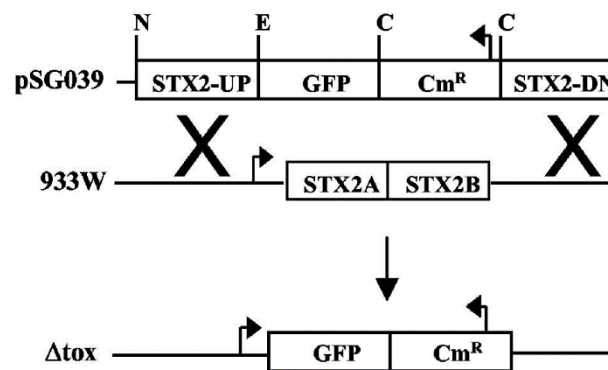 N E C C
pSG039 STX2-UP GFP CmR STX2-DN
X X
933W STX2A STX2B
Δtox GFP CmR